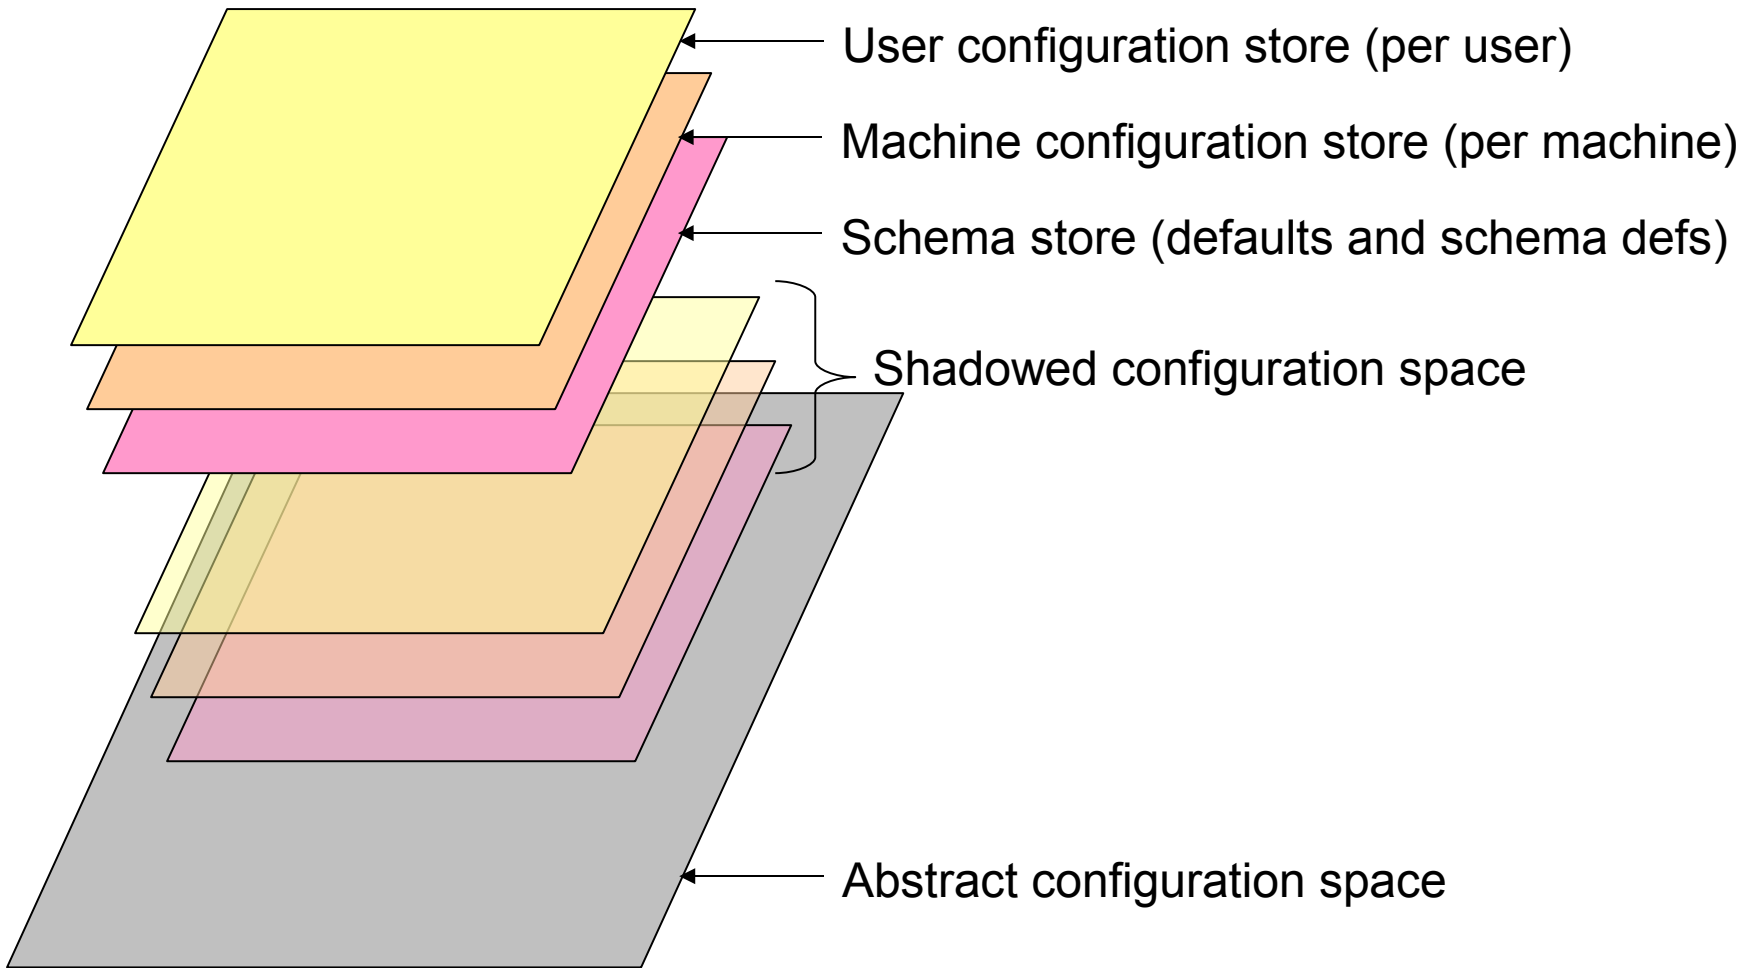 User configuration store (per user)
Machine configuration store (per machine)
Schema store (defaults and schema defs)
Shadowed configuration space
Abstract configuration space